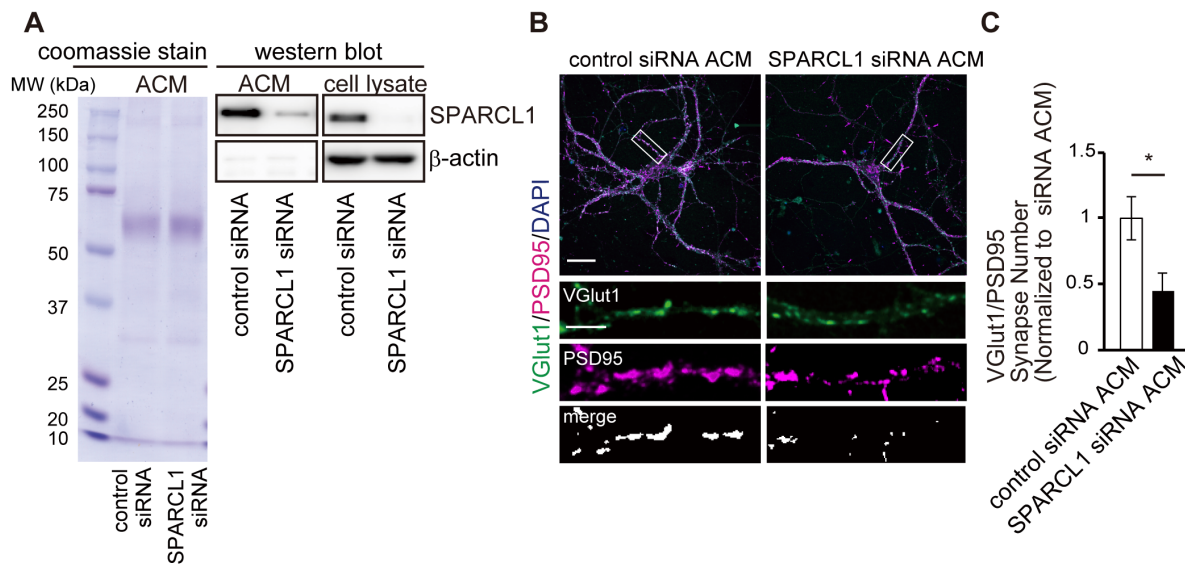 A
coomassie stain
western blot
MW (kDa)
ACM
ACM
cell lysate
250
150
100
75
50
37
25
20
10
SPARCL1
β-actin
control siRNA
SPARCL1 siRNA
control siRNA
SPARCL1 siRNA
control
siRNA
SPARCL1
siRNA
B
control siRNA ACM
SPARCL1 siRNA ACM
VGlut1/PSD95/DAPI
VGlut1
PSD95
merge
C
VGlut1/PSD95
Synapse Number
(Normalized to siRNA ACM)
1.5
1
0.5
0
*
control siRNA ACM
SPARCL1 siRNA ACM